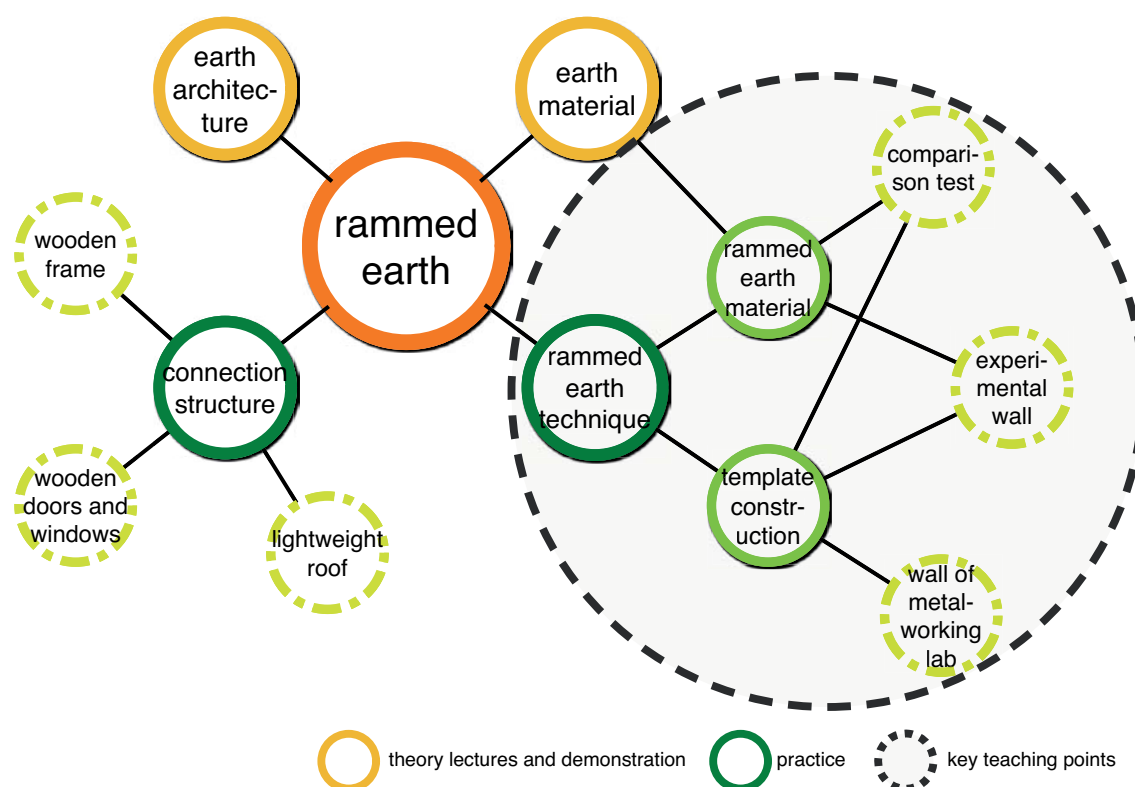 earth
architec-
ture
earth
material
compari-
son test
wooden
frame
rammed
earth
rammed
earth
material
connection
structure
rammed
earth
technique
experi-
mental
wall
wooden
doors and
windows
lightweight
roof
template
constr-
uction
wall of
metal-
working
lab
theory lectures and demonstration
practice
key teaching points